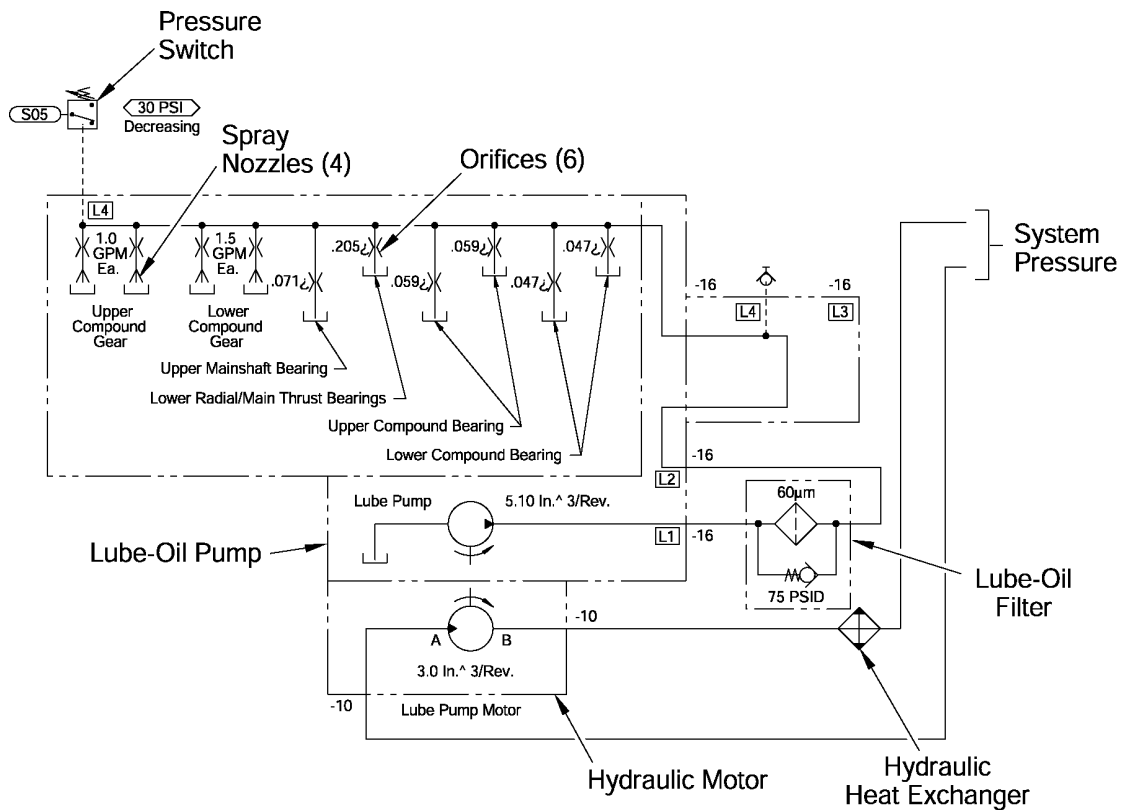 Pressure
Switch
S05
30 PSI
Decreasing
Spray
Nozzles (4)
Orifices (6)
L4
1.0
GPM
Ea.
1.5
GPM
Ea.
.071¿
.205¿
.059¿
.059¿
.047¿
.047¿
System
Pressure
-16
-16
L4
L3
Upper
Compound
Gear
Lower
Compound
Gear
Upper Mainshaft Bearing
Lower Radial/Main Thrust Bearings
Upper Compound Bearing
Lower Compound Bearing
L2
-16
60µm
Lube Pump
5.10 In.^ 3/Rev.
L1
-16
Lube-Oil Pump
75 PSID
Lube-Oil
Filter
A
B
-10
3.0 In.^ 3/Rev.
-10
Lube Pump Motor
Hydraulic Motor
Hydraulic
Heat Exchanger